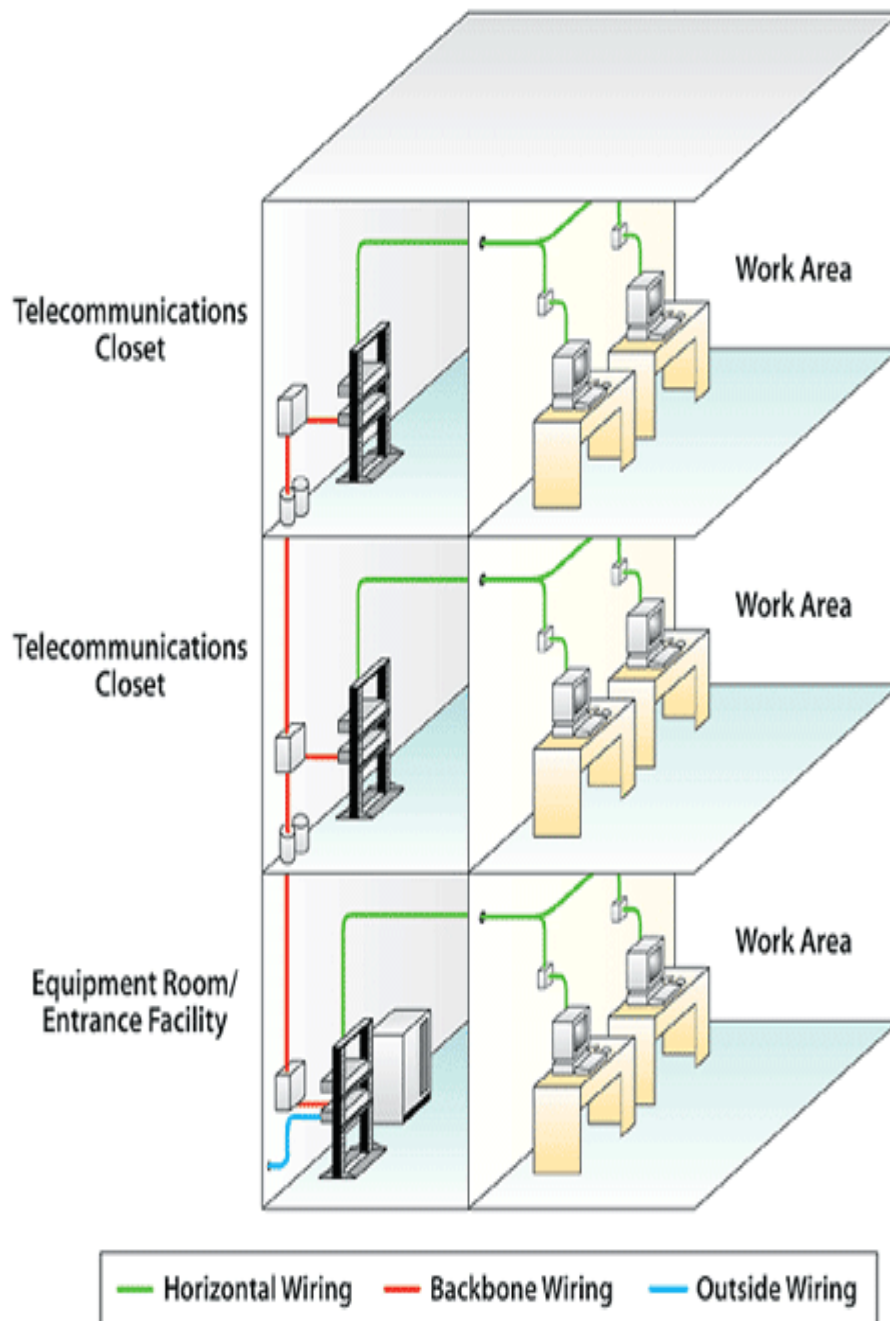 Telecommunications
Closet
Work Area
Telecommunications
Closet
Work Area
Equipment Room/
Entrance Facility
Work Area
Horizontal Wiring
Backbone Wiring
Outside Wiring